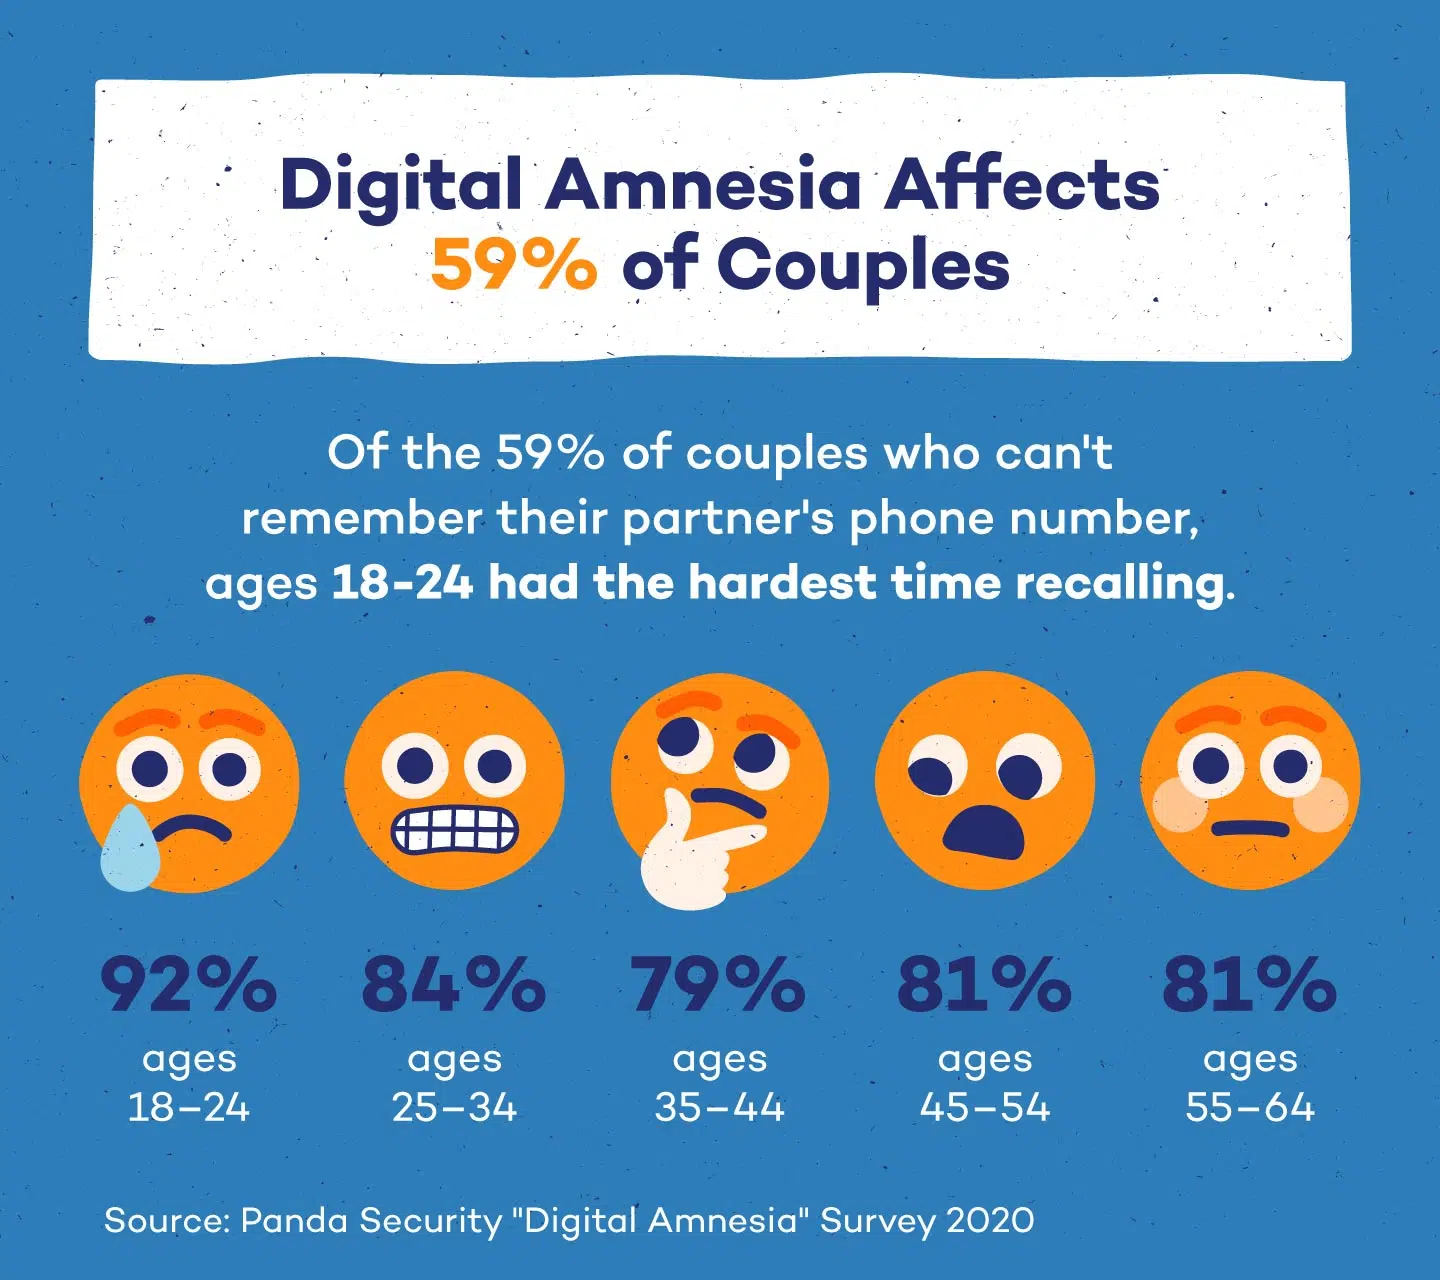 Digital Amnesia Affects
59% of Couples
Of the 59% of couples who can't
remember their partner's phone number,
ages 18-24 had the hardest time recalling.
92%
ages
18–24
84%
ages
25–34
79%
ages
35–44
81%
ages
45–54
81%
ages
55–64
Source: Panda Security "Digital Amnesia" Survey 2020